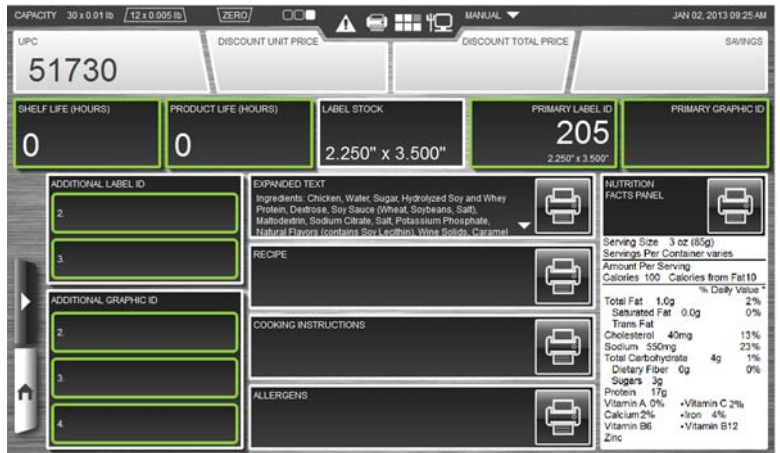 CAPACITY 30 x 0.01 lb 12 x 0.005 lb ZERO MANUAL JAN 02, 2013 09:25 AM
UPC DISCOUNT UNIT PRICE DISCOUNT TOTAL PRICE SAVINGS
51730
SHELF LIFE (HOURS) PRODUCT LIFE (HOURS) LABEL STOCK PRIMARY LABEL ID PRIMARY GRAPHIC ID
0 0 2.250" x 3.500" 205
2.250" x 3.500"
ADDITIONAL LABEL ID
2.
3.
ADDITIONAL GRAPHIC ID
2.
3.
4.
EXPANDED TEXT
Ingredients: Chicken, Water, Sugar, Hydrolyzed Soy and Whey
Protein, Dextrose, Soy Sauce (Wheat, Soybeans, Salt),
Maltodextrin, Sodium Citrate, Salt, Potassium Phosphate,
Natural Flavors (contains Soy Lecithin), Wine Solids, Caramel
RECIPE
COOKING INSTRUCTIONS
ALLERGENS
NUTRITION
FACTS PANEL
Serving Size 3 oz (85g)
Servings Per Container varies
Amount Per Serving
Calories 100 Calories from Fat 10
% Daily Value *
Total Fat 1.0g 2%
Saturated Fat 0.0g 0%
Trans Fat
Cholesterol 40mg 13%
Sodium 550mg 23%
Total Carbohydrate 4g 1%
Dietary Fiber 0g 0%
Sugars 3g
Protein 17g
Vitamin A 0% •Vitamin C 2%
Calcium 2% •Iron 4%
Vitamin B6 •Vitamin B12
Zinc